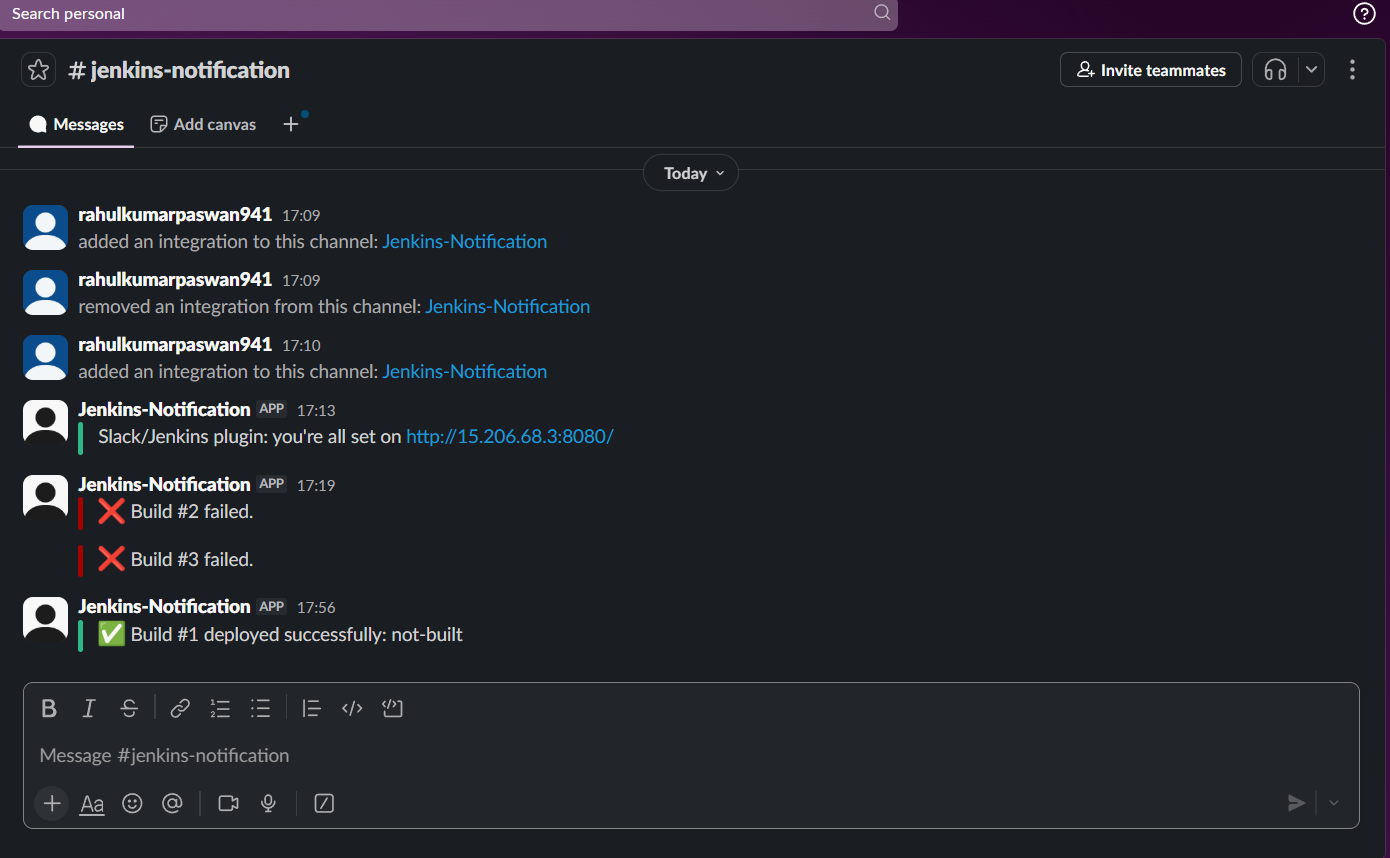 Search personal
# jenkins-notification
Invite teammates
Messages
Add canvas
Today
rahulkumarpaswan941 17:09
added an integration to this channel: Jenkins-Notification
rahulkumarpaswan941 17:09
removed an integration from this channel: Jenkins-Notification
rahulkumarpaswan941 17:10
added an integration to this channel: Jenkins-Notification
Jenkins-Notification APP 17:13
Slack/Jenkins plugin: you're all set on http://15.206.68.3:8080/
Jenkins-Notification APP 17:19
❌ Build #2 failed.
❌ Build #3 failed.
Jenkins-Notification APP 17:56
✅ Build #1 deployed successfully: not-built
Message #jenkins-notification
Aa